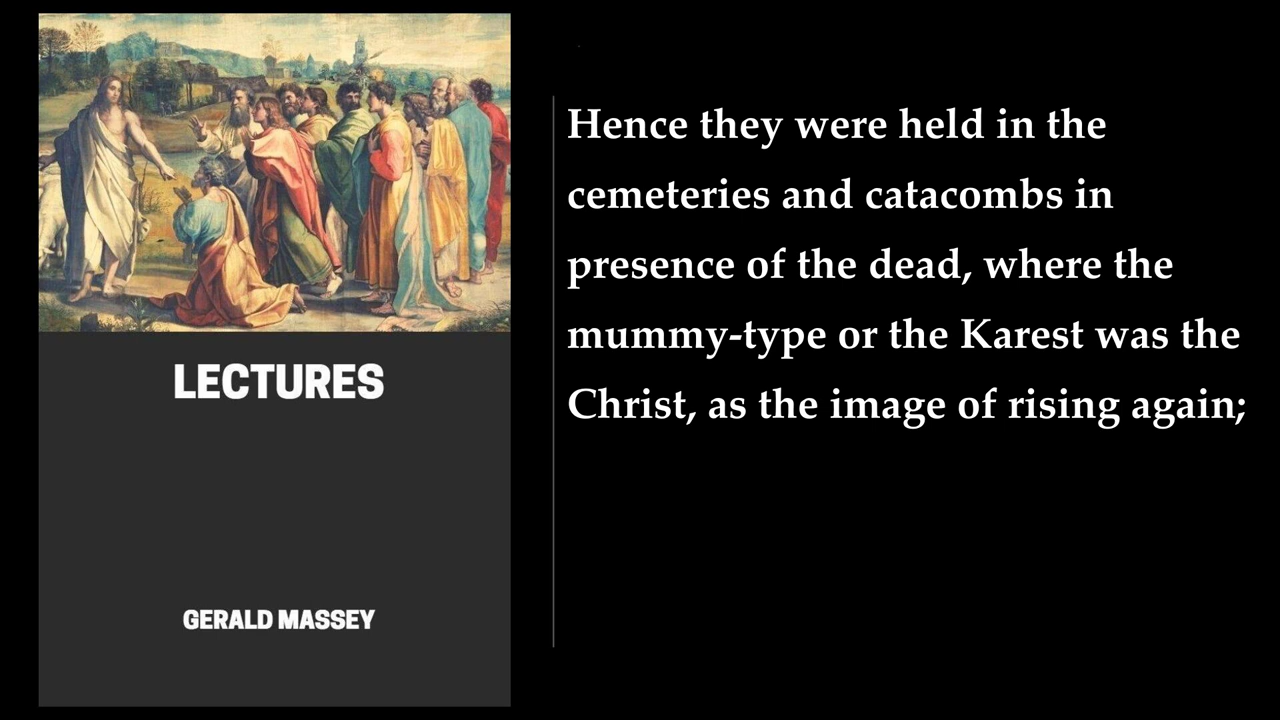 LECTURES
GERALD MASSEY
Hence they were held in the
cemeteries and catacombs in
presence of the dead, where the
mummy-type or the Karest was the
Christ, as the image of rising again;